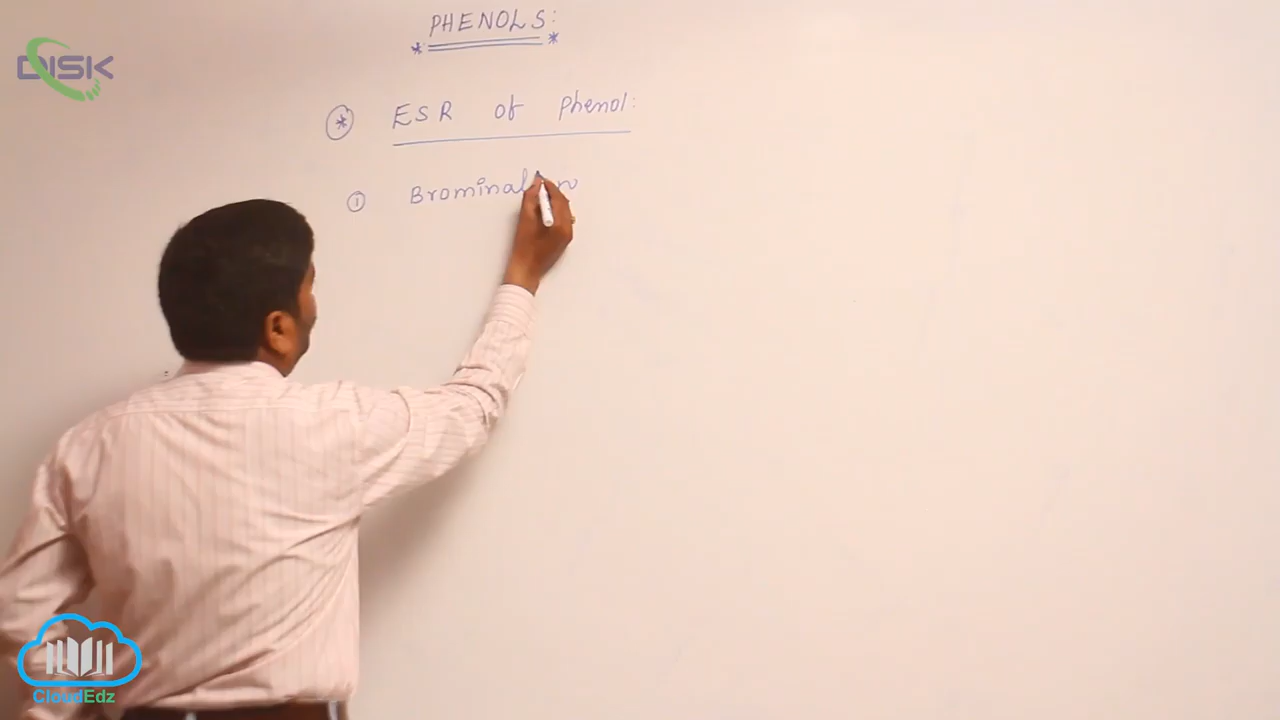 PHENOLS:
DISK
* ESR of phenol:
① Bromination
CloudEdz